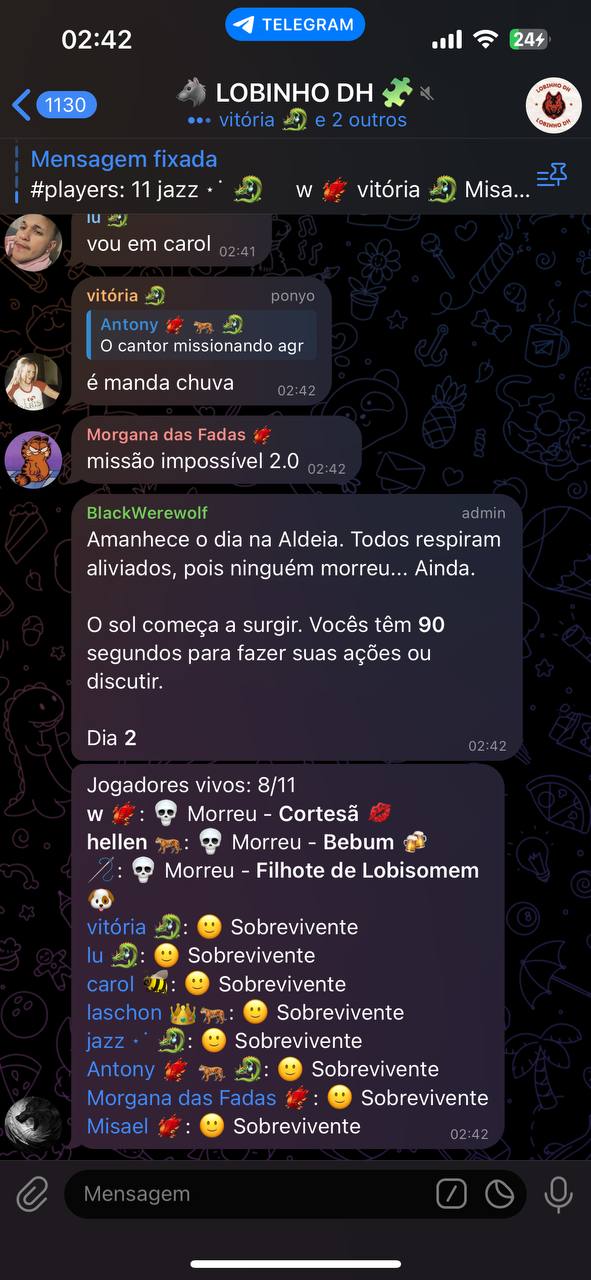 02:42
TELEGRAM
24
1130
🐺 LOBINHO DH 🧩
vitória 🐉 e 2 outros
LOBINHO DH
LOBINHO DH
Mensagem fixada
#players: 11 jazz ⋆˙ 🐉 w 🐦‍🔥 vitória 🐉 Misa...
lu 🐉
vou em carol 02:41
vitória 🐉 ponyo
Antony 🐦‍🔥 🐅 🐉
O cantor missionando agr
é manda chuva 02:42
Morgana das Fadas 🐦‍🔥
missão impossível 2.0 02:42
BlackWerewolf admin
Amanhece o dia na Aldeia. Todos respiram
aliviados, pois ninguém morreu... Ainda.
O sol começa a surgir. Vocês têm 90
segundos para fazer suas ações ou
discutir.
Dia 2 02:42
Jogadores vivos: 8/11
w 🐦‍🔥: 💀 Morreu - Cortesã 💋
hellen 🐅: 💀 Morreu - Bebum 🍻
🪡: 💀 Morreu - Filhote de Lobisomem
🐶
vitória 🐉: 🙂 Sobrevivente
lu 🐉: 🙂 Sobrevivente
carol 🐝: 🙂 Sobrevivente
laschon 👑🐅: 🙂 Sobrevivente
jazz ⋆˙ 🐉: 🙂 Sobrevivente
Antony 🐦‍🔥 🐅 🐉: 🙂 Sobrevivente
Morgana das Fadas 🐦‍🔥: 🙂 Sobrevivente
Misael 🐦‍🔥: 🙂 Sobrevivente 02:42
Mensagem